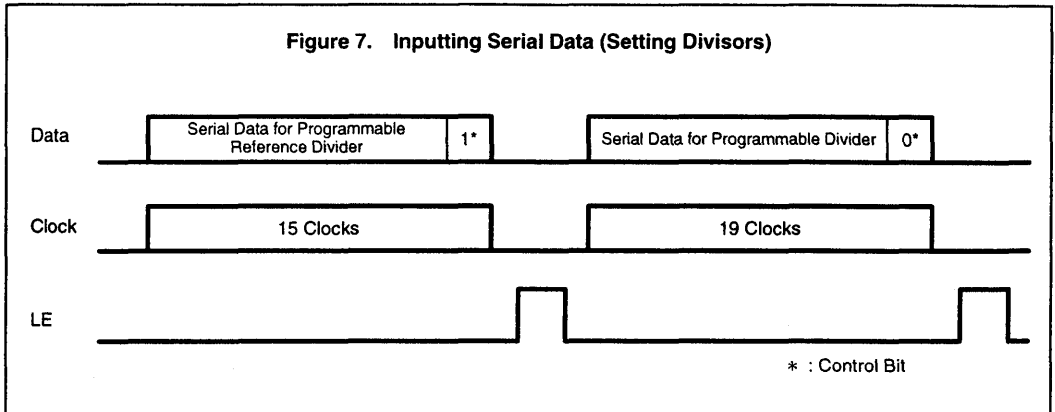 Figure 7. Inputting Serial Data (Setting Divisors)
Data
Serial Data for Programmable
Reference Divider
1*
Serial Data for Programmable Divider
0*
Clock
15 Clocks
19 Clocks
LE
* : Control Bit